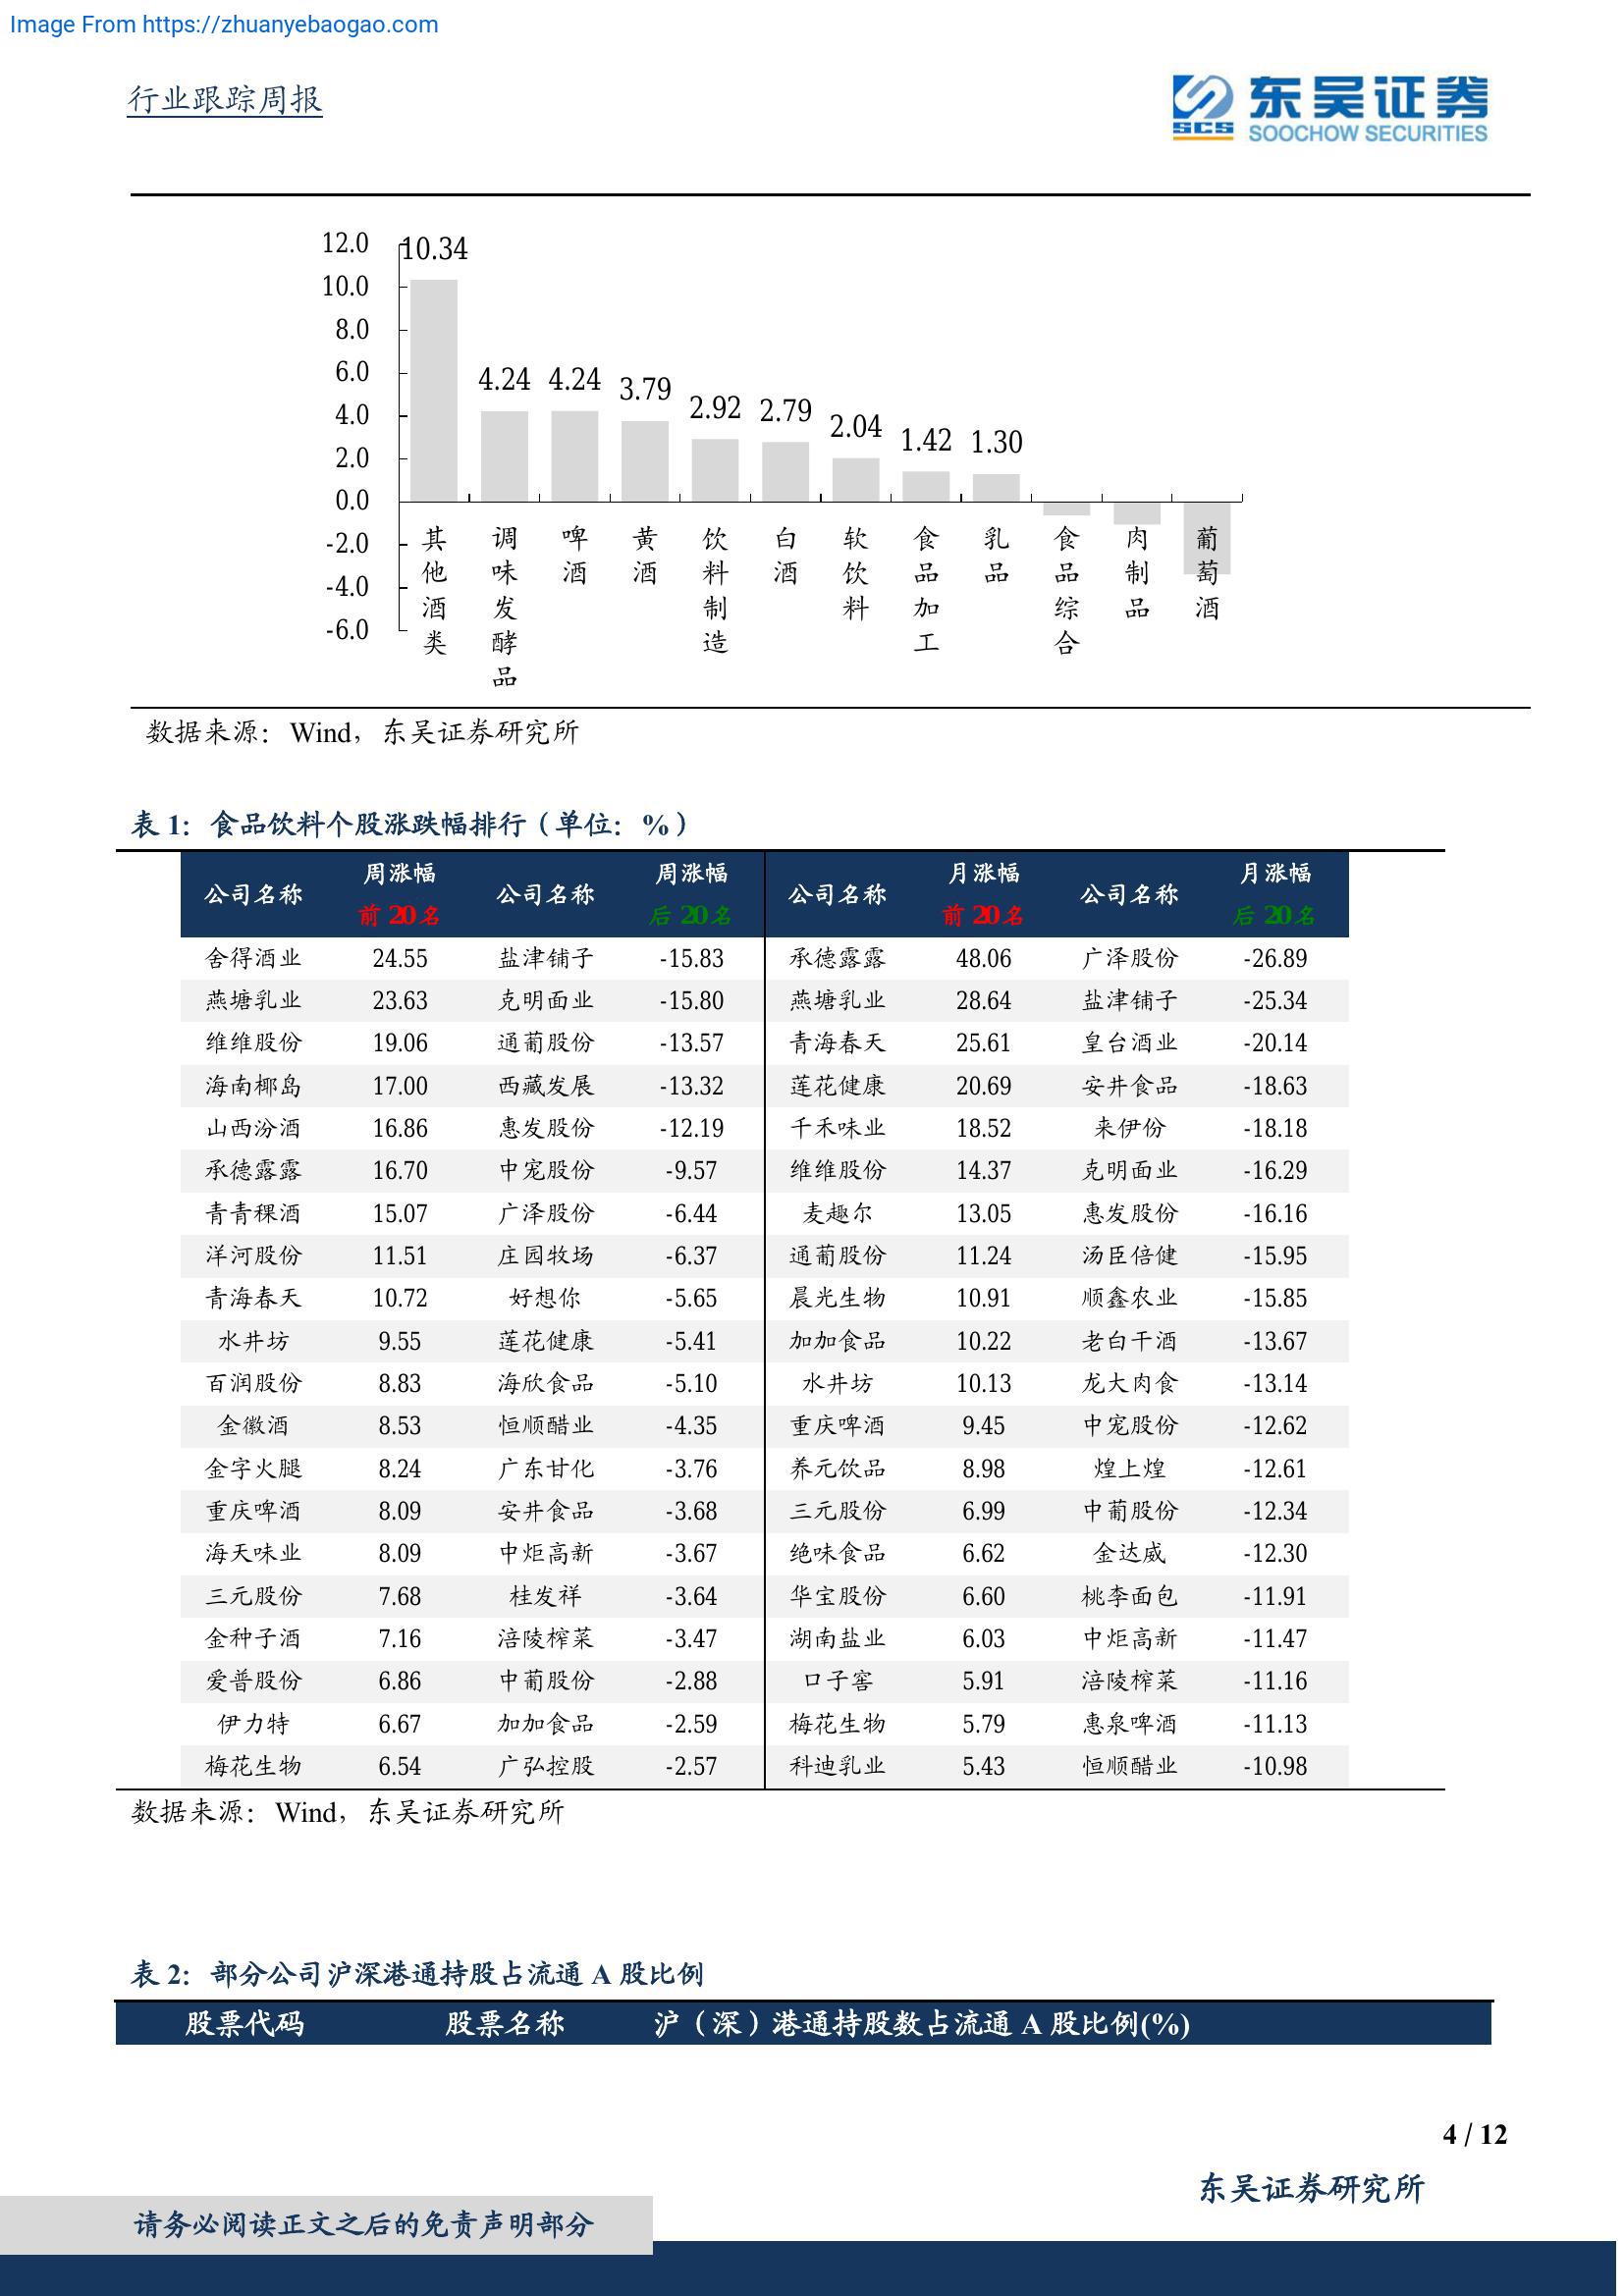 Image From https://zhuanyebaogao.com
行业跟踪周报
东吴证券
SCS
SOOCHOW SECURITIES
12.0
10.0
8.0
6.0
4.0
2.0
0.0
-2.0
-4.0
-6.0
10.34
4.24
4.24
3.79
2.92
2.79
2.04
1.42
1.30
其他酒类
调味发酵品
啤酒
黄酒
饮料制造
白酒
软饮料
食品加工
乳品
食品综合
肉制品
葡萄酒
数据来源：Wind，东吴证券研究所
表 1：食品饮料个股涨跌幅排行（单位：%）
公司名称 周涨幅 前 20 名 公司名称 周涨幅 后 20 名 公司名称 月涨幅 前 20 名 公司名称 月涨幅 后 20 名
舍得酒业 24.55 盐津铺子 -15.83 承德露露 48.06 广泽股份 -26.89
燕塘乳业 23.63 克明面业 -15.80 燕塘乳业 28.64 盐津铺子 -25.34
维维股份 19.06 通葡股份 -13.57 青海春天 25.61 皇台酒业 -20.14
海南椰岛 17.00 西藏发展 -13.32 莲花健康 20.69 安井食品 -18.63
山西汾酒 16.86 惠发股份 -12.19 千禾味业 18.52 来伊份 -18.18
承德露露 16.70 中宠股份 -9.57 维维股份 14.37 克明面业 -16.29
青青稞酒 15.07 广泽股份 -6.44 麦趣尔 13.05 惠发股份 -16.16
洋河股份 11.51 庄园牧场 -6.37 通葡股份 11.24 汤臣倍健 -15.95
青海春天 10.72 好想你 -5.65 晨光生物 10.91 顺鑫农业 -15.85
水井坊 9.55 莲花健康 -5.41 加加食品 10.22 老白干酒 -13.67
百润股份 8.83 海欣食品 -5.10 水井坊 10.13 龙大肉食 -13.14
金徽酒 8.53 恒顺醋业 -4.35 重庆啤酒 9.45 中宠股份 -12.62
金字火腿 8.24 广东甘化 -3.76 养元饮品 8.98 煌上煌 -12.61
重庆啤酒 8.09 安井食品 -3.68 三元股份 6.99 中葡股份 -12.34
海天味业 8.09 中炬高新 -3.67 绝味食品 6.62 金达威 -12.30
三元股份 7.68 桂发祥 -3.64 华宝股份 6.60 桃李面包 -11.91
金种子酒 7.16 涪陵榨菜 -3.47 湖南盐业 6.03 中炬高新 -11.47
爱普股份 6.86 中葡股份 -2.88 口子窖 5.91 涪陵榨菜 -11.16
伊力特 6.67 加加食品 -2.59 梅花生物 5.79 惠泉啤酒 -11.13
梅花生物 6.54 广弘控股 -2.57 科迪乳业 5.43 恒顺醋业 -10.98
数据来源：Wind，东吴证券研究所
表 2：部分公司沪深港通持股占流通 A 股比例
股票代码 股票名称 沪（深）港通持股数占流通 A 股比例(%)
4 / 12
东吴证券研究所
请务必阅读正文之后的免责声明部分